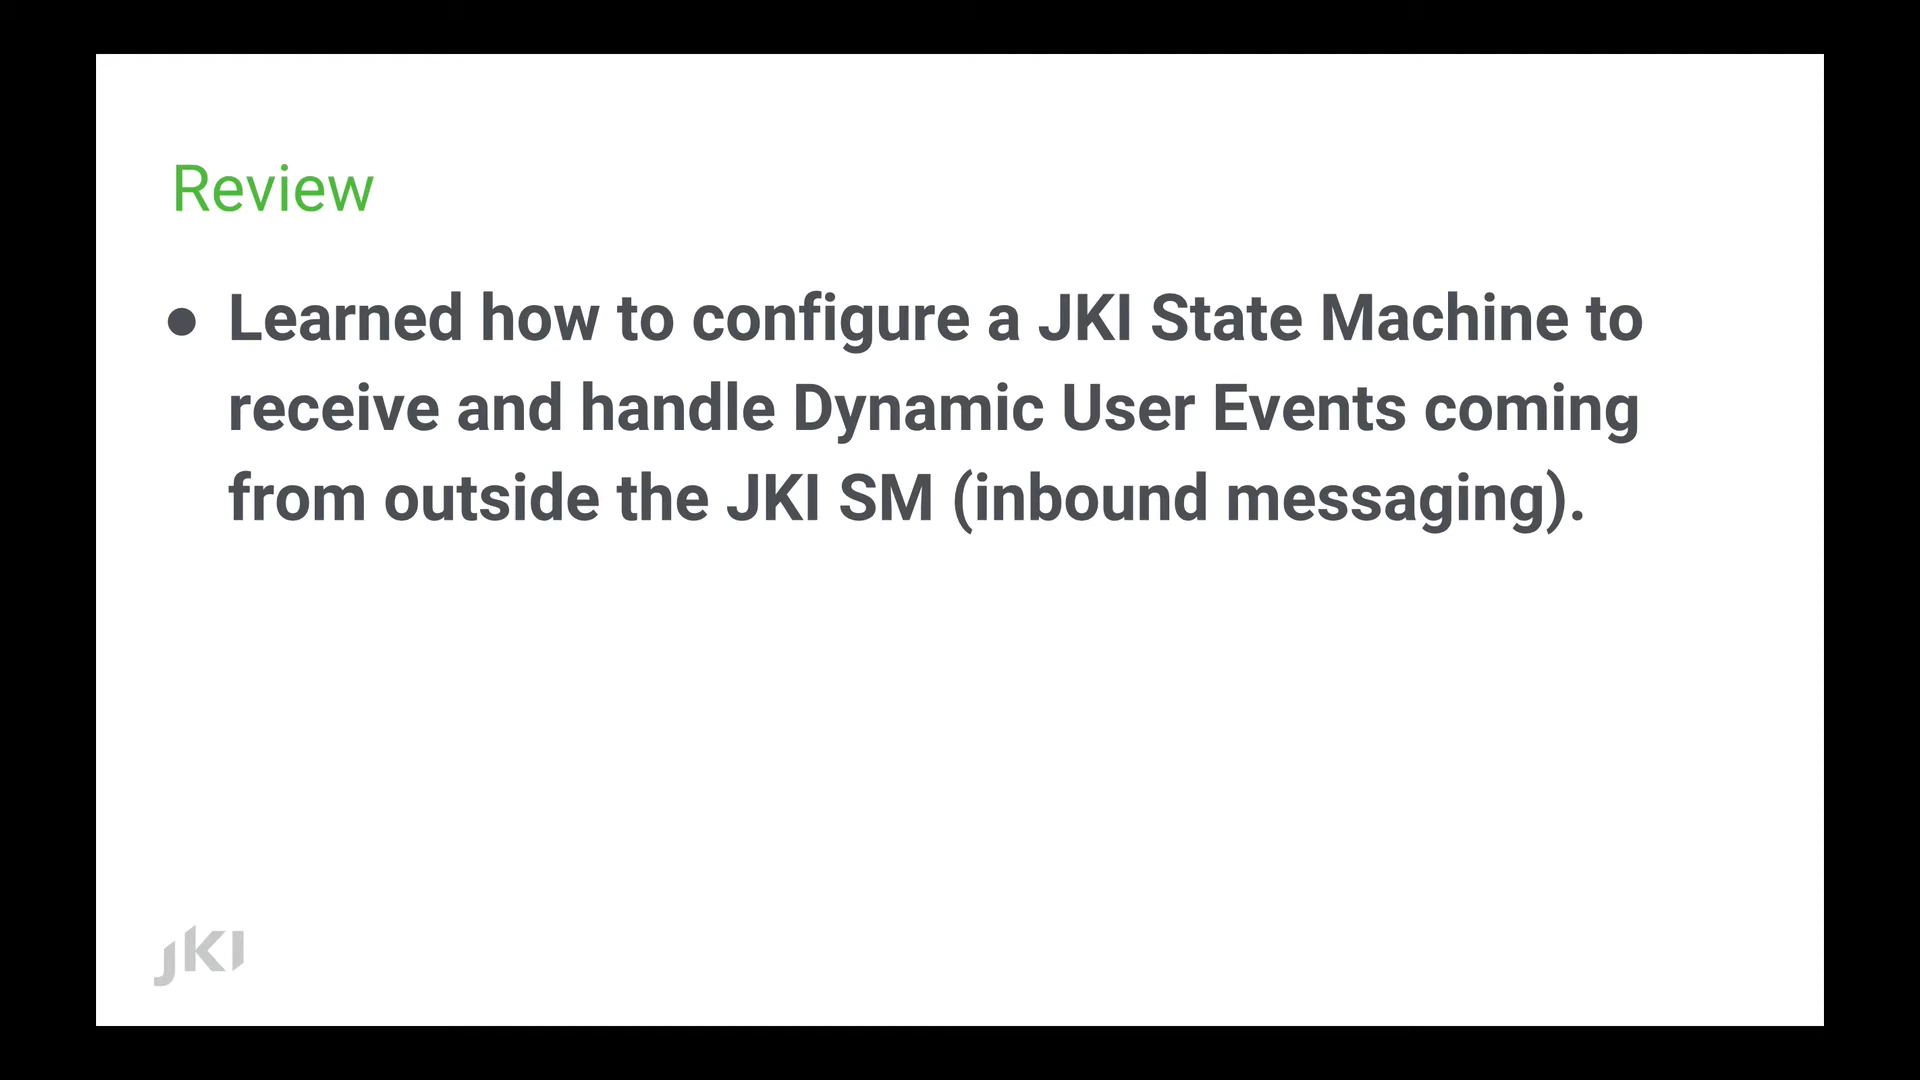 Review
● Learned how to configure a JKI State Machine to
receive and handle Dynamic User Events coming
from outside the JKI SM (inbound messaging).
JKI